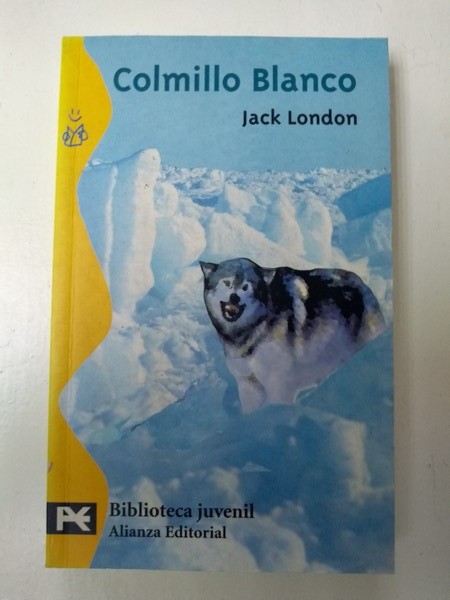 Colmillo Blanco
Jack London
Biblioteca juvenil
Alianza Editorial